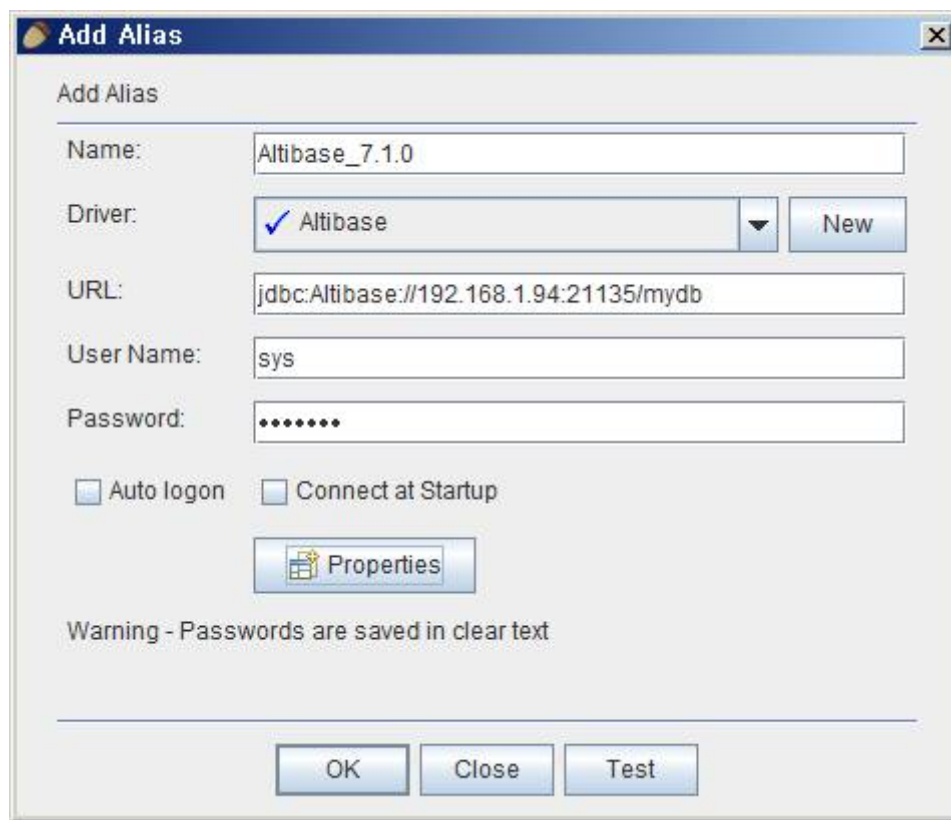 Add Alias
Add Alias
Name: Altibase_7.1.0
Driver: Altibase New
URL: jdbc:Altibase://192.168.1.94:21135/mydb
User Name: sys
Password: •••••••
Auto logon Connect at Startup
Properties
Warning - Passwords are saved in clear text
OK Close Test